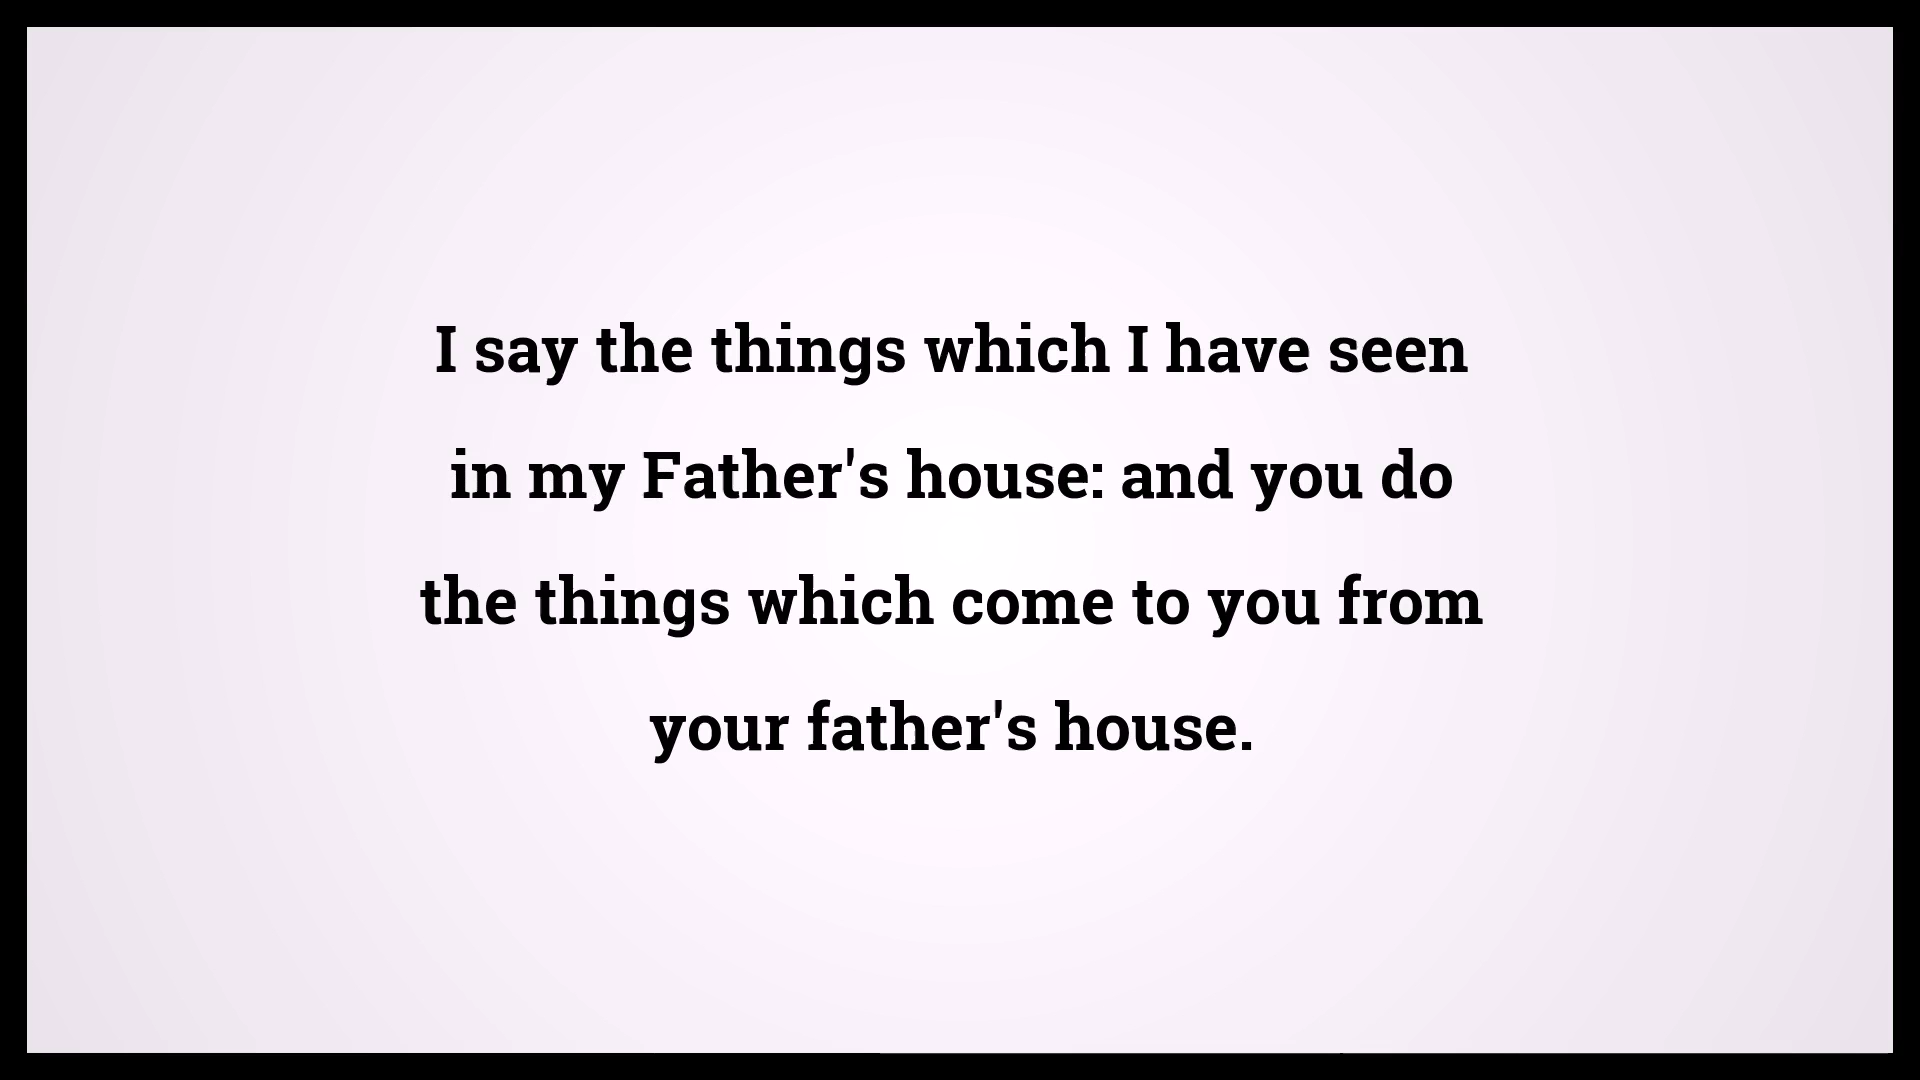 I say the things which I have seen
in my Father's house: and you do
the things which come to you from
your father's house.